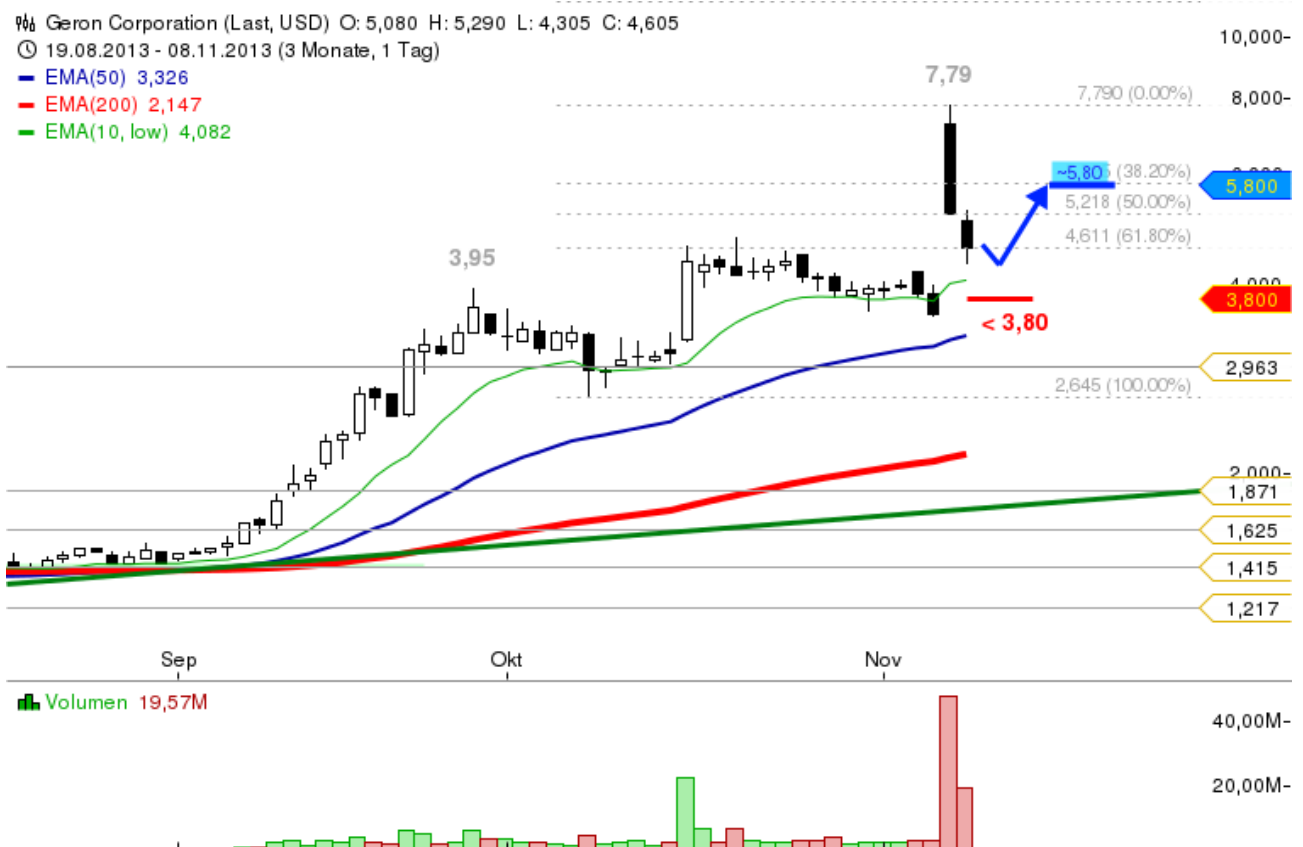 Geron Corporation (Last, USD) O: 5,080 H: 5,290 L: 4,305 C: 4,605
19.08.2013 - 08.11.2013 (3 Monate, 1 Tag)
EMA(50) 3,326
EMA(200) 2,147
EMA(10, low) 4,082
10,000
7,79
7,790 (0.00%)
8,000
~5,80 (38.20%)
5,800
5,218 (50.00%)
4,611 (61.80%)
3,95
4,000
3,800
< 3,80
2,963
2,645 (100.00%)
2,000
1,871
1,625
1,415
1,217
Sep Okt Nov
Volumen 19,57M
40,00M
20,00M